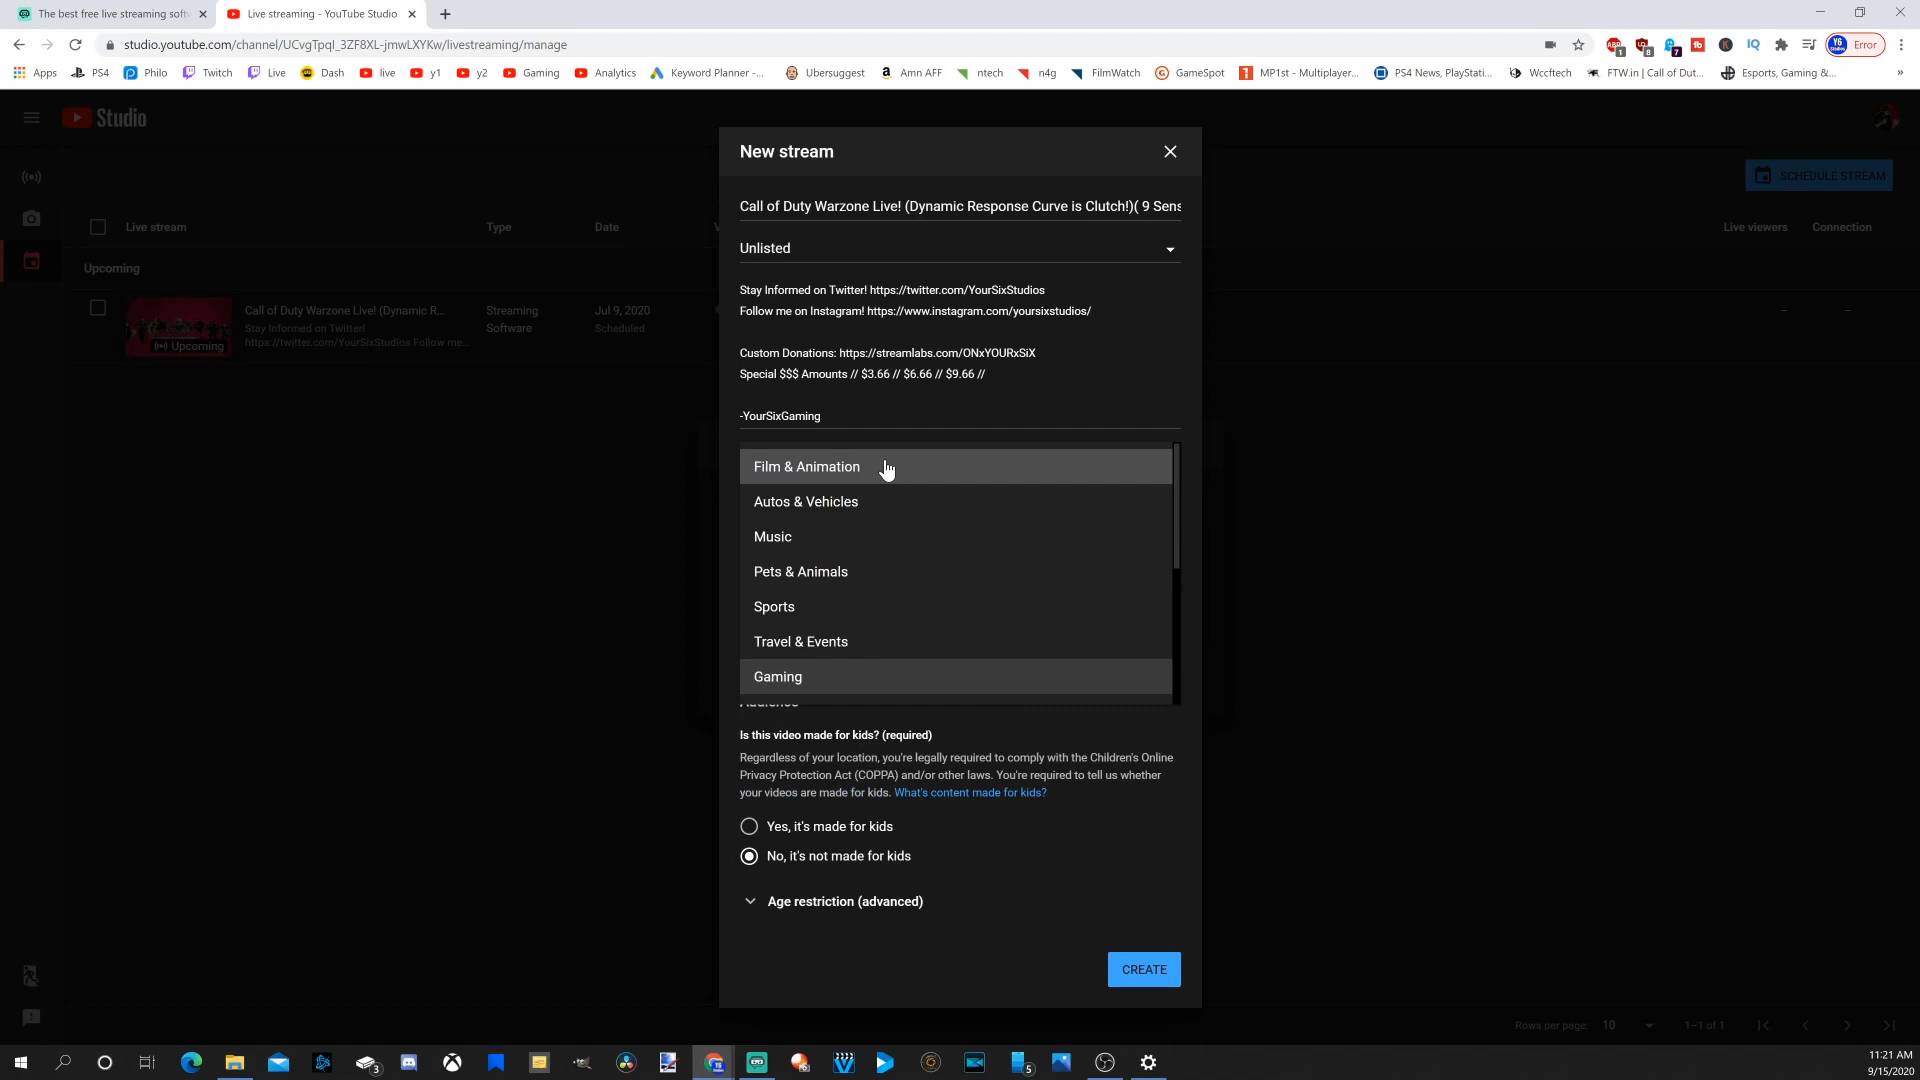 The best free live streaming softw
Live streaming - YouTube Studio
studio.youtube.com/channel/UCvgTpqI_3ZF8XL-jmwLXYKw/livestreaming/manage
Error
Apps PS4 Philo Twitch Live Dash live y1 y2 Gaming Analytics Keyword Planner -... Ubersuggest Amn AFF ntech n4g FilmWatch GameSpot MP1st - Multiplayer... PS4 News, PlayStati... Wccftech FTW.in | Call of Dut... Esports, Gaming &... »
Studio
New stream
SCHEDULE STREAM
Call of Duty Warzone Live! (Dynamic Response Curve is Clutch!)( 9 Sens
Live stream Type Date Live viewers Connection
Unlisted
Upcoming
Stay Informed on Twitter! https://twitter.com/YourSixStudios
Follow me on Instagram! https://www.instagram.com/yoursixstudios/
Call of Duty Warzone Live! (Dynamic R...
Stay Informed on Twitter!
https://twitter.com/YourSixStudios Follow me...
Upcoming
Streaming
Software
Jul 9, 2020
Scheduled
Custom Donations: https://streamlabs.com/ONxYOURxSiX
Special $$$ Amounts // $3.66 // $6.66 // $9.66 //
-YourSixGaming
Film & Animation
Autos & Vehicles
Music
Pets & Animals
Sports
Travel & Events
Gaming
Audience
Is this video made for kids? (required)
Regardless of your location, you're legally required to comply with the Children's Online
Privacy Protection Act (COPPA) and/or other laws. You're required to tell us whether
your videos are made for kids. What's content made for kids?
Yes, it's made for kids
No, it's not made for kids
Age restriction (advanced)
CREATE
Rows per page: 10 1–1 of 1
11:21 AM
9/15/2020